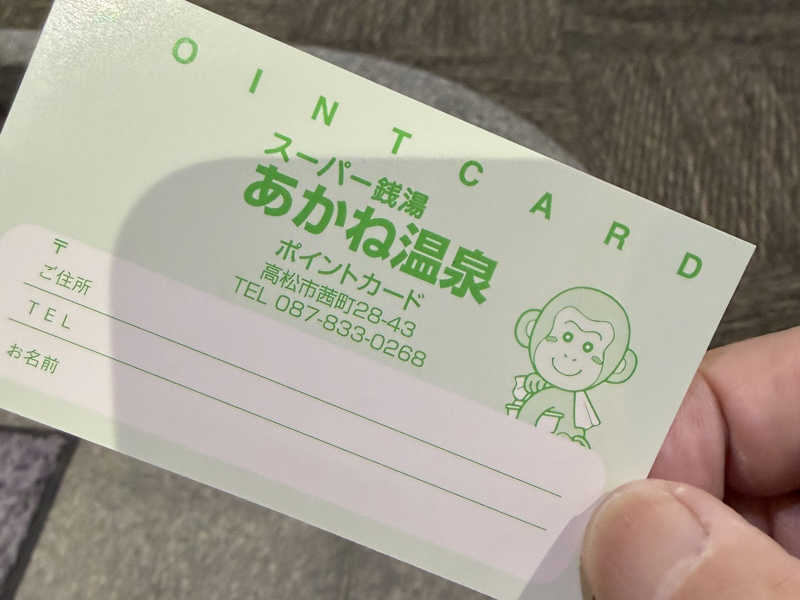 OINT CARD
スーパー銭湯
あかね温泉
ポイントカード
高松市茜町28-43
TEL 087-833-0268
〒
ご住所
TEL
お名前